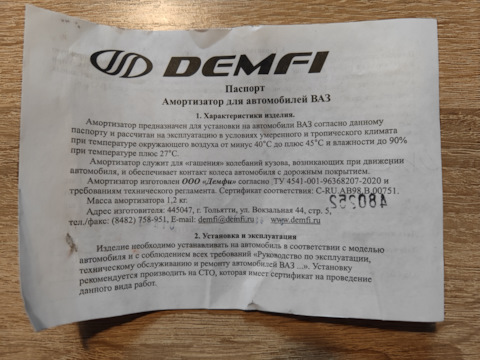 DEMFI
Паспорт
Амортизатор для автомобилей ВАЗ
1. Характеристики изделия.
Амортизатор предназначен для установки на автомобили ВАЗ согласно данному
паспорту и рассчитан на эксплуатацию в условиях умеренного и тропического климата
при температуре окружающего воздуха от минус 40°С до плюс 45°С и влажности до 90%
при температуре плюс 27°С.
Амортизатор служит для «гашения» колебаний кузова, возникающих при движении
автомобиля, и обеспечивает контакт колеса автомобиля с дорожным покрытием.
Амортизатор изготовлен ООО «Демфи» согласно ТУ 4541-001-96368207-2020 и
требованиям технического регламента. Сертификат соответствия: C-RU.АВ98.В.00751.
Масса амортизатора 1,2 кг.
Адрес изготовителя: 445047, г. Тольятти, ул. Вокзальная 44, стр. 5,
тел./факс: (8482) 758-951, E-mail: demfi@demfi.ru www.demfi.ru
2. Установка и эксплуатация
Изделие необходимо устанавливать на автомобиль в соответствии с моделью
автомобиля и с соблюдением всех требований «Руководство по эксплуатации,
техническому обслуживанию и ремонту автомобилей ВАЗ ...». Установку
рекомендуется производить на СТО, которая имеет сертификат на проведение
данного вида работ.